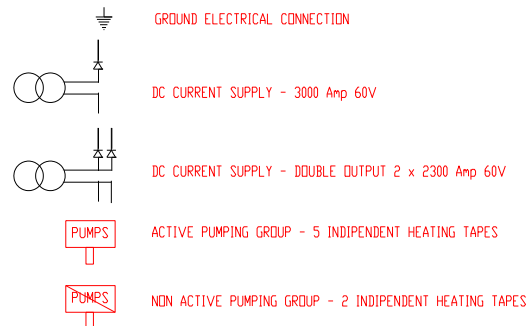 GROUND ELECTRICAL CONNECTION
DC CURRENT SUPPLY - 3000 Amp 60V
DC CURRENT SUPPLY - DOUBLE OUTPUT 2 x 2300 Amp 60V
PUMPS ACTIVE PUMPING GROUP - 5 INDIPENDENT HEATING TAPES
PUMPS NON ACTIVE PUMPING GROUP - 2 INDIPENDENT HEATING TAPES